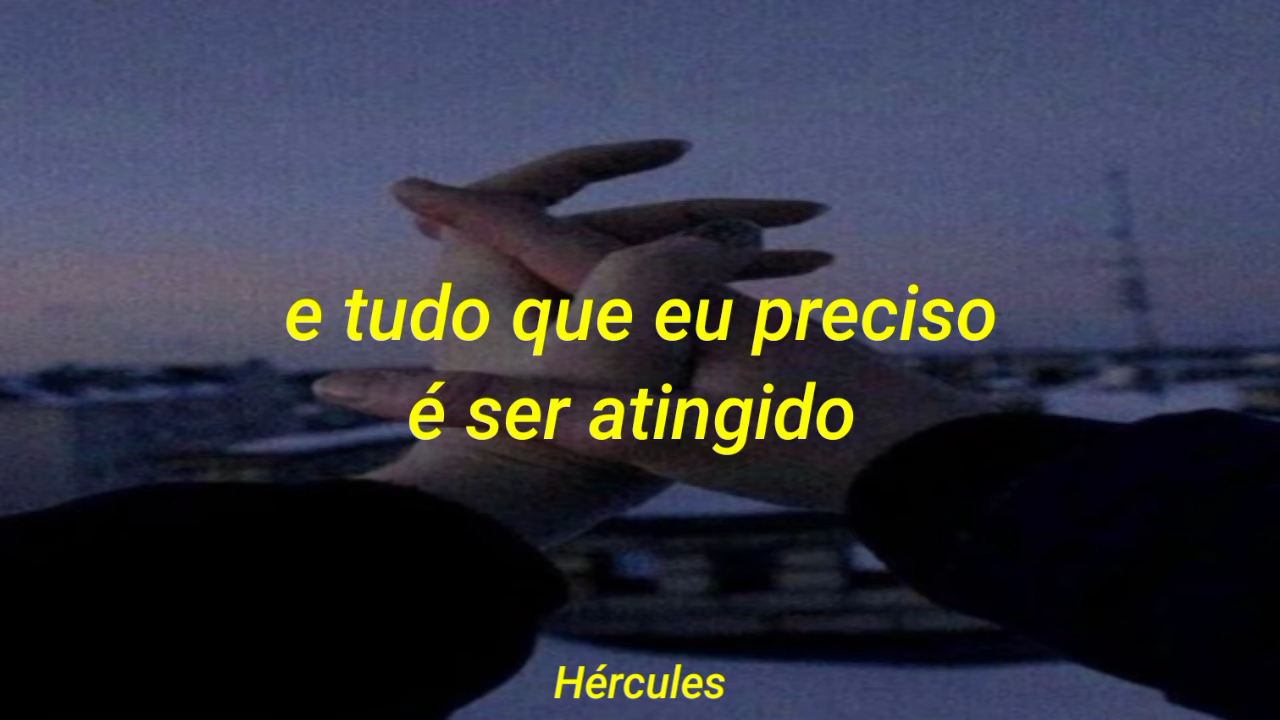 e tudo que eu preciso
é ser atingido
Hércules